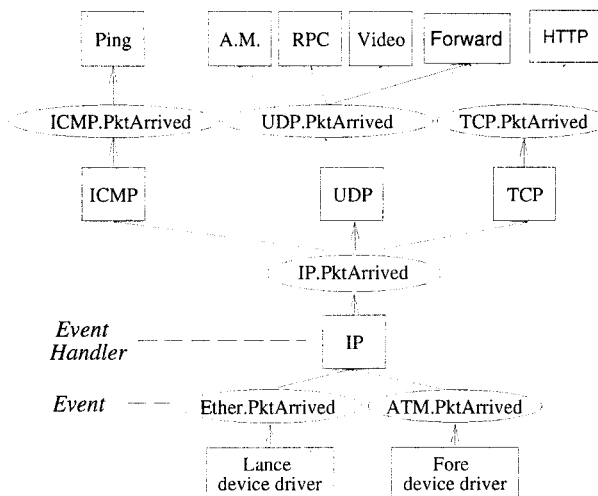 Ping
A.M.
RPC
Video
Forward
HTTP
ICMP.PktArrived
UDP.PktArrived
TCP.PktArrived
ICMP
UDP
TCP
IP.PktArrived
Event
Handler
IP
Event
Ether.PktArrived
ATM.PktArrived
Lance
device driver
Fore
device driver